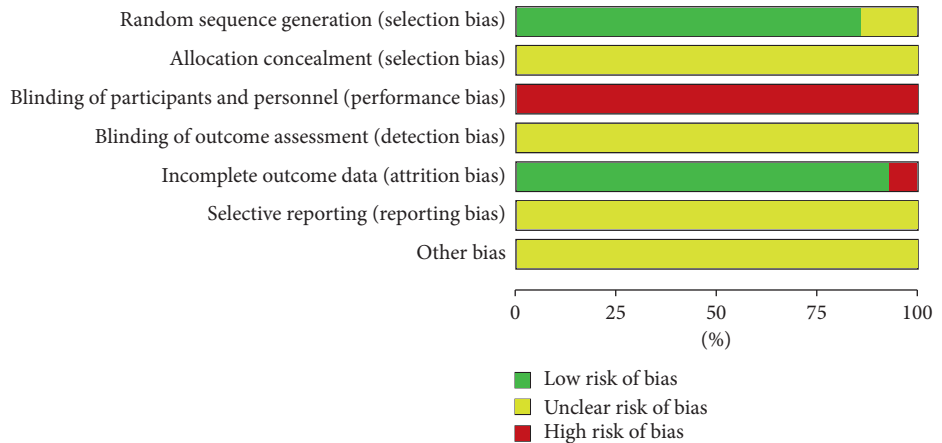 Random sequence generation (selection bias)
Allocation concealment (selection bias)
Blinding of participants and personnel (performance bias)
Blinding of outcome assessment (detection bias)
Incomplete outcome data (attrition bias)
Selective reporting (reporting bias)
Other bias
0 25 50 75 100
(%)
Low risk of bias
Unclear risk of bias
High risk of bias